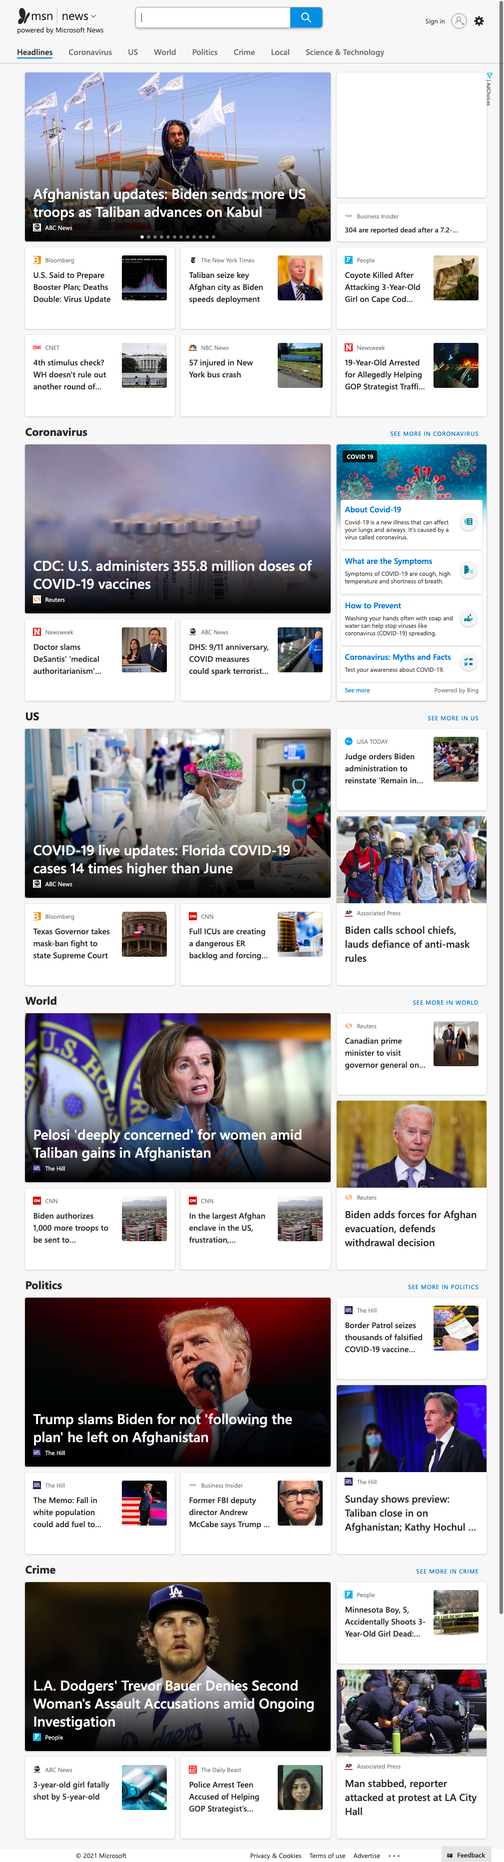 msn news
powered by Microsoft News
Sign in
Headlines Coronavirus US World Politics Crime Local Science & Technology
AdChoices
Afghanistan updates: Biden sends more US
troops as Taliban advances on Kabul
ABC News
Business Insider
304 are reported dead after a 7.2-...
Bloomberg
U.S. Said to Prepare
Booster Plan; Deaths
Double: Virus Update
The New York Times
Taliban seize key
Afghan city as Biden
speeds deployment
People
Coyote Killed After
Attacking 3-Year-Old
Girl on Cape Cod...
CNET
4th stimulus check?
WH doesn't rule out
another round of...
NBC News
57 injured in New
York bus crash
Newsweek
19-Year-Old Arrested
for Allegedly Helping
GOP Strategist Traffi...
Coronavirus
SEE MORE IN CORONAVIRUS
CDC: U.S. administers 355.8 million doses of
COVID-19 vaccines
Reuters
COVID 19
About Covid-19
Covid-19 is a new illness that can affect
your lungs and airways. It's caused by a
virus called coronavirus.
What are the Symptoms
Symptoms of COVID-19 are cough, high
temperature and shortness of breath.
How to Prevent
Washing your hands often with soap and
water can help stop viruses like
coronavirus (COVID-19) spreading.
Coronavirus: Myths and Facts
Test your awareness about COVID-19.
See more
Powered by Bing
Newsweek
Doctor slams
DeSantis' 'medical
authoritarianism'...
ABC News
DHS: 9/11 anniversary,
COVID measures
could spark terrorist...
US
SEE MORE IN US
COVID-19 live updates: Florida COVID-19
cases 14 times higher than June
ABC News
USA TODAY
Judge orders Biden
administration to
reinstate 'Remain in...
Associated Press
Biden calls school chiefs,
lauds defiance of anti-mask
rules
Bloomberg
Texas Governor takes
mask-ban fight to
state Supreme Court
CNN
Full ICUs are creating
a dangerous ER
backlog and forcing...
World
SEE MORE IN WORLD
Pelosi 'deeply concerned' for women amid
Taliban gains in Afghanistan
The Hill
Reuters
Canadian prime
minister to visit
governor general on...
Reuters
Biden adds forces for Afghan
evacuation, defends
withdrawal decision
CNN
Biden authorizes
1,000 more troops to
be sent to...
CNN
In the largest Afghan
enclave in the US,
frustration,...
Politics
SEE MORE IN POLITICS
Trump slams Biden for not 'following the
plan' he left on Afghanistan
The Hill
The Hill
Border Patrol seizes
thousands of falsified
COVID-19 vaccine...
The Hill
Sunday shows preview:
Taliban close in on
Afghanistan; Kathy Hochul ...
The Hill
The Memo: Fall in
white population
could add fuel to...
Business Insider
Former FBI deputy
director Andrew
McCabe says Trump ...
Crime
SEE MORE IN CRIME
L.A. Dodgers' Trevor Bauer Denies Second
Woman's Assault Accusations amid Ongoing
Investigation
People
People
Minnesota Boy, 5,
Accidentally Shoots 3-
Year-Old Girl Dead:...
Associated Press
Man stabbed, reporter
attacked at protest at LA City
Hall
ABC News
3-year-old girl fatally
shot by 5-year-old
The Daily Beast
Police Arrest Teen
Accused of Helping
GOP Strategist's...
© 2021 Microsoft
Privacy & Cookies Terms of use Advertise ...
Feedback